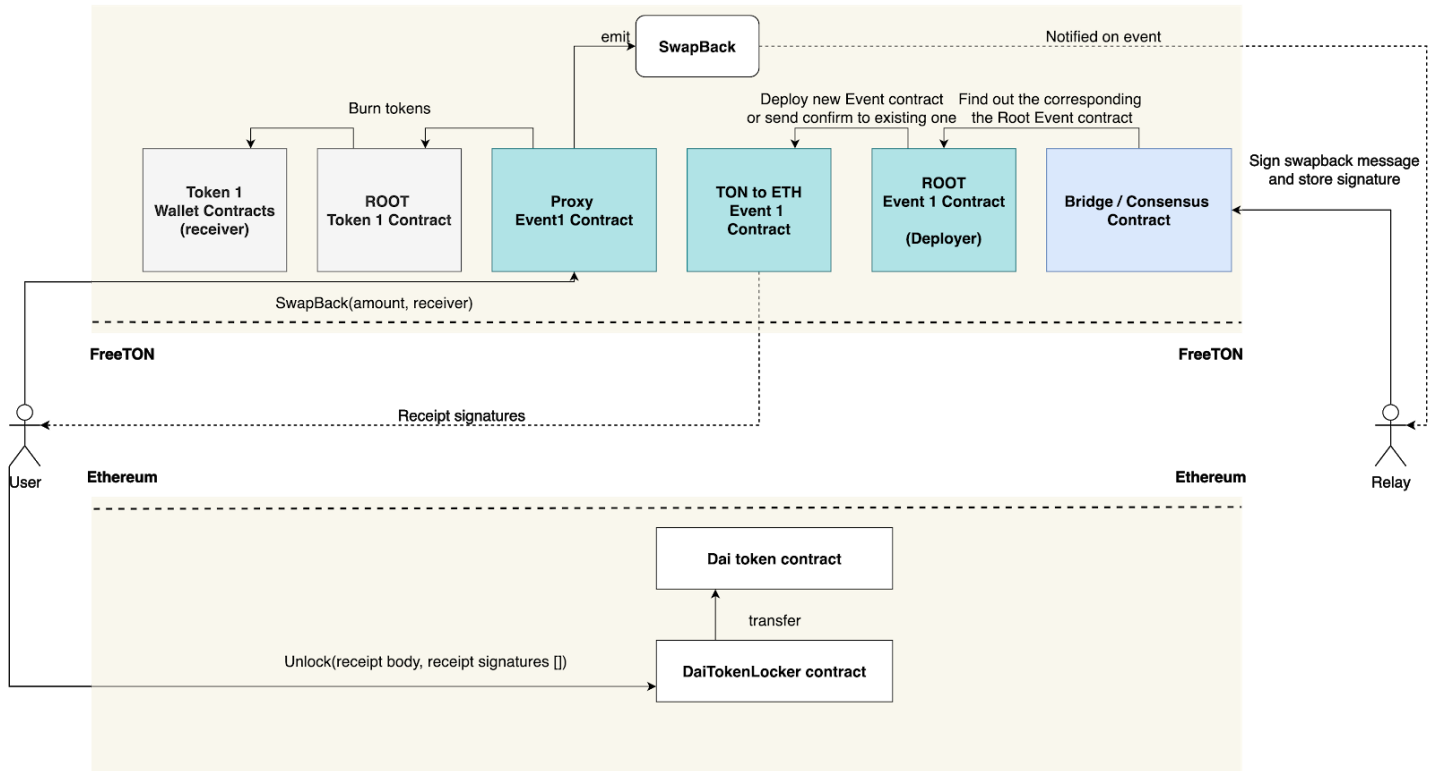 emit
SwapBack
Notified on event
Burn tokens
Deploy new Event contract
or send confirm to existing one
Find out the corresponding
the Root Event contract
Token 1
Wallet Contracts
(receiver)
ROOT
Token 1 Contract
Proxy
Event1 Contract
TON to ETH
Event 1
Contract
ROOT
Event 1 Contract
(Deployer)
Bridge / Consensus
Contract
Sign swapback message
and store signature
SwapBack(amount, receiver)
FreeTON
FreeTON
Receipt signatures
User
Relay
Ethereum
Ethereum
Dai token contract
transfer
Unlock(receipt body, receipt signatures [])
DaiTokenLocker contract